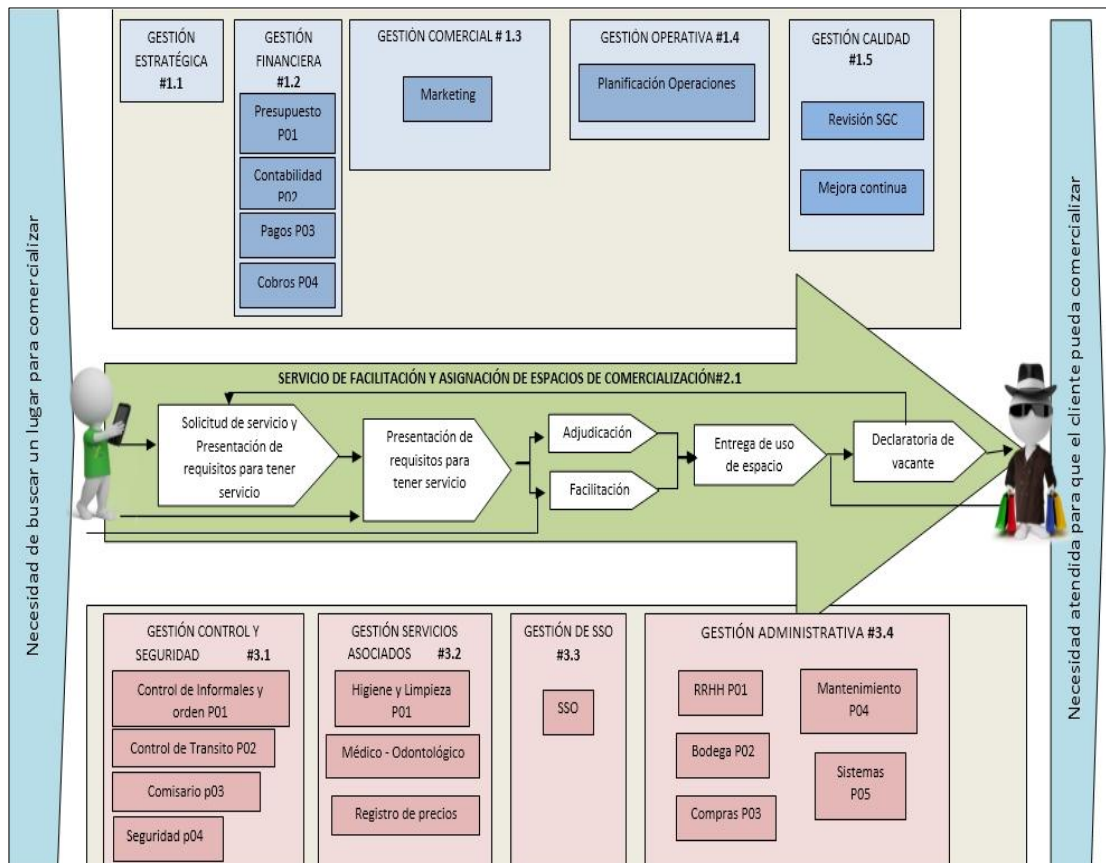 Necesidad de buscar un lugar para comercializar
GESTIÓN
ESTRATÉGICA
#1.1
GESTIÓN
FINANCIERA
#1.2
Presupuesto
P01
Contabilidad
P02
Pagos P03
Cobros P04
GESTIÓN COMERCIAL # 1.3
Marketing
GESTIÓN OPERATIVA #1.4
Planificación Operaciones
GESTIÓN CALIDAD
#1.5
Revisión SGC
Mejora continua
SERVICIO DE FACILITACIÓN Y ASIGNACIÓN DE ESPACIOS DE COMERCIALIZACIÓN#2.1
Solicitud de servicio y
Presentación de
requisitos para tener
servicio
Presentación de
requisitos para
tener servicio
Adjudicación
Facilitación
Entrega de uso
de espacio
Declaratoria de
vacante
GESTIÓN CONTROL Y
SEGURIDAD #3.1
Control de Informales y
orden P01
Control de Transito P02
Comisario p03
Seguridad p04
GESTIÓN SERVICIOS
ASOCIADOS #3.2
Higiene y Limpieza
P01
Médico - Odontológico
Registro de precios
GESTIÓN DE SSO
#3.3
SSO
GESTIÓN ADMINISTRATIVA #3.4
RRHH P01
Bodega P02
Compras P03
Mantenimiento
P04
Sistemas
P05
Necesidad atendida para que el cliente pueda comercializar